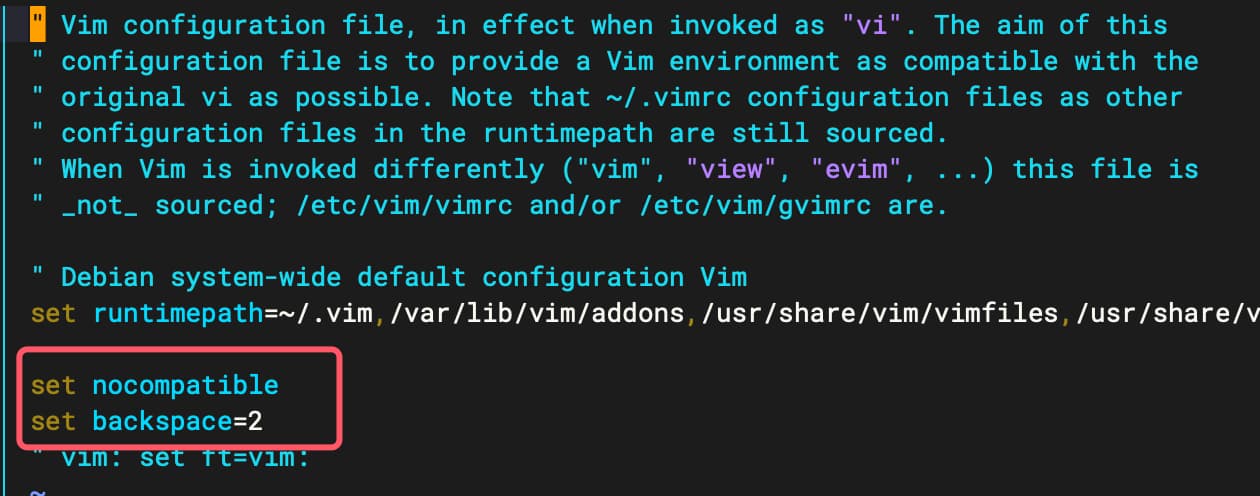 " Vim configuration file, in effect when invoked as "vi". The aim of this
" configuration file is to provide a Vim environment as compatible with the
" original vi as possible. Note that ~/.vimrc configuration files as other
" configuration files in the runtimepath are still sourced.
" When Vim is invoked differently ("vim", "view", "evim", ...) this file is
" _not_ sourced; /etc/vim/vimrc and/or /etc/vim/gvimrc are.
" Debian system-wide default configuration Vim
set runtimepath=~/.vim,/var/lib/vim/addons,/usr/share/vim/vimfiles,/usr/share/v
set nocompatible
set backspace=2
" vim: set ft=vim:
~